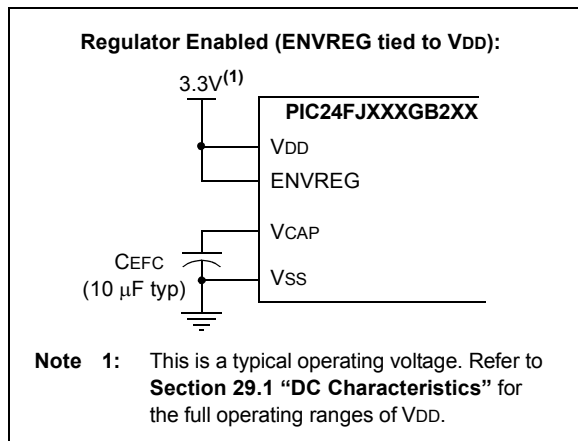 Regulator Enabled (ENVREG tied to VDD):
3.3V(1)
PIC24FJXXXGB2XX
VDD
ENVREG
VCAP
CEFC
(10 μF typ)
VSS
Note 1: This is a typical operating voltage. Refer to
Section 29.1 “DC Characteristics” for
the full operating ranges of VDD.